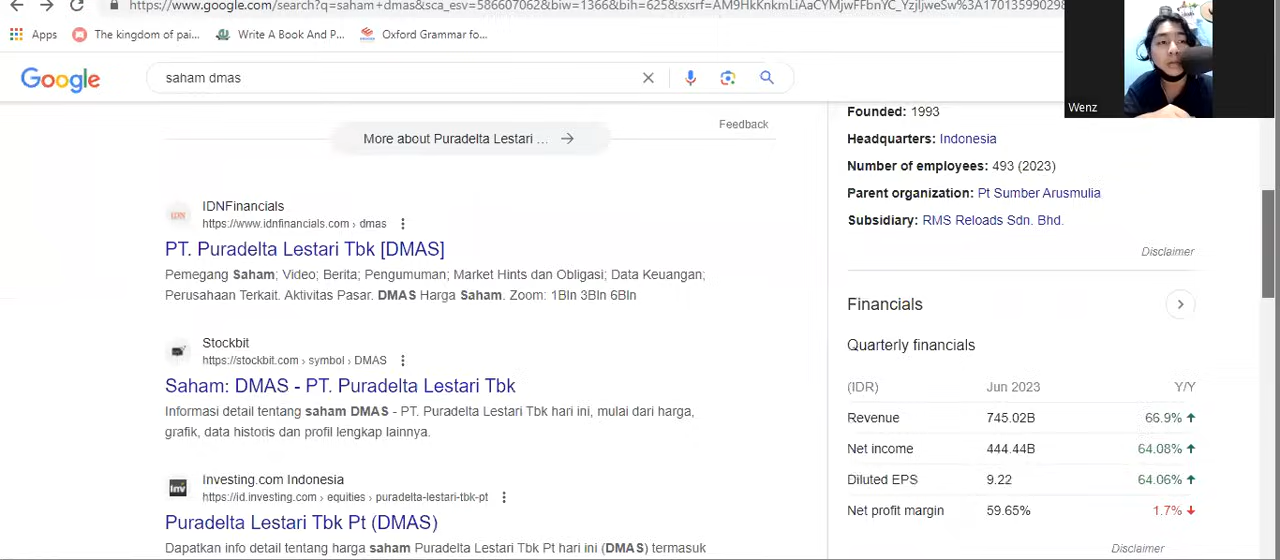 https://www.google.com/search?q=saham+dmas&sca_esv=586607062&biw=1366&bih=625&sxsrf=
Apps
The kingdom of pai...
Write A Book And P...
Oxford Grammar fo...
Google
saham dmas
Wenz
Feedback
More about Puradelta Lestari ...
IDNFinancials
https://www.idnfinancials.com › dmas
PT. Puradelta Lestari Tbk [DMAS]
Pemegang Saham; Video; Berita; Pengumuman; Market Hints dan Obligasi; Data Keuangan;
Perusahaan Terkait. Aktivitas Pasar. DMAS Harga Saham. Zoom: 1Bln 3Bln 6Bln
Stockbit
https://stockbit.com › symbol › DMAS
Saham: DMAS - PT. Puradelta Lestari Tbk
Informasi detail tentang saham DMAS - PT. Puradelta Lestari Tbk hari ini, mulai dari harga,
grafik, data historis dan profil lengkap lainnya.
Inv
Investing.com Indonesia
https://id.investing.com › equities › puradelta-lestari-tbk-pt
Puradelta Lestari Tbk Pt (DMAS)
Dapatkan info detail tentang harga saham Puradelta Lestari Tbk Pt hari ini (DMAS) termasuk
Founded: 1993
Headquarters: Indonesia
Number of employees: 493 (2023)
Parent organization: Pt Sumber Arusmulia
Subsidiary: RMS Reloads Sdn. Bhd.
Disclaimer
Financials
Quarterly financials
(IDR) Jun 2023 Y/Y
Revenue 745.02B 66.9%
Net income 444.44B 64.08%
Diluted EPS 9.22 64.06%
Net profit margin 59.65% 1.7%
Disclaimer